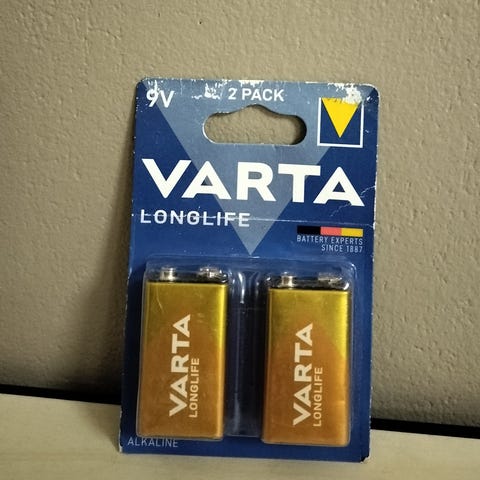 9V
2 PACK
VARTA
LONGLIFE
BATTERY EXPERTS
SINCE 1887
VARTA
LONGLIFE
VARTA
LONGLIFE
ALKALINE